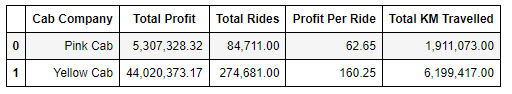 Cab Company Total Profit Total Rides Profit Per Ride Total KM Travelled
0 Pink Cab 5,307,328.32 84,711.00 62.65 1,911,073.00
1 Yellow Cab 44,020,373.17 274,681.00 160.25 6,199,417.00